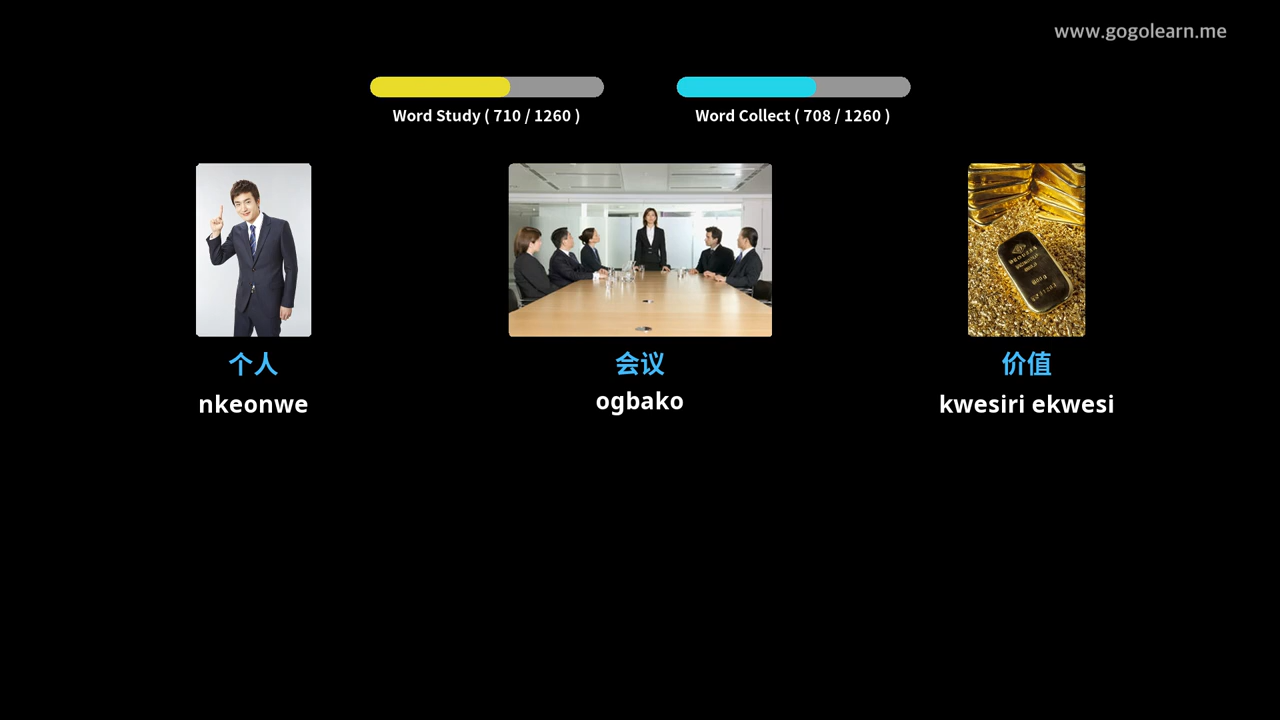 www.gogolearn.me
Word Study ( 710 / 1260 )
Word Collect ( 708 / 1260 )
个人
会议
价值
nkeonwe
ogbako
kwesiri ekwesi